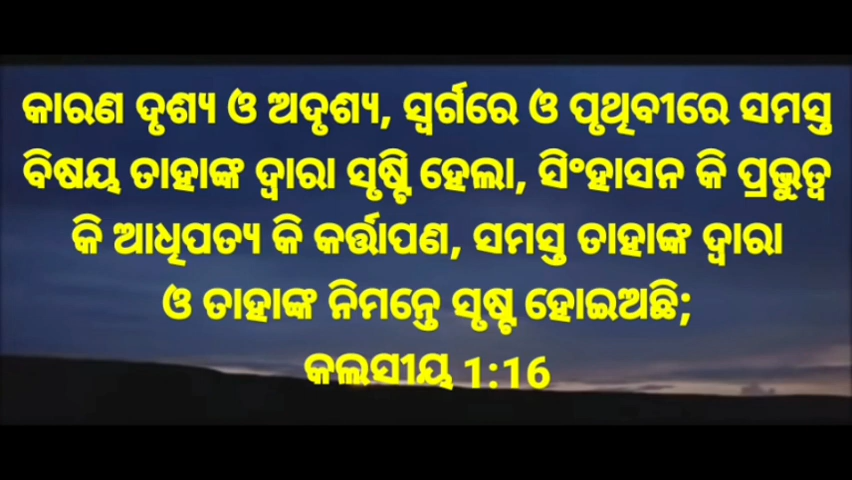 କାରଣ ଦୃଶ୍ୟ ଓ ଅଦୃଶ୍ୟ, ସ୍ୱର୍ଗରେ ଓ ପୃଥିବୀରେ ସମସ୍ତ
ବିଷୟ ତାହାଙ୍କ ଦ୍ୱାରା ସୃଷ୍ଟି ହେଲା, ସିଂହାସନ କି ପ୍ରଭୁତ୍ୱ
କି ଆଧିପତ୍ୟ କି କର୍ତ୍ତାପଣ, ସମସ୍ତ ତାହାଙ୍କ ଦ୍ୱାରା
ଓ ତାହାଙ୍କ ନିମନ୍ତେ ସୃଷ୍ଟ ହୋଇଅଛି;
କଲସୀୟ 1:16